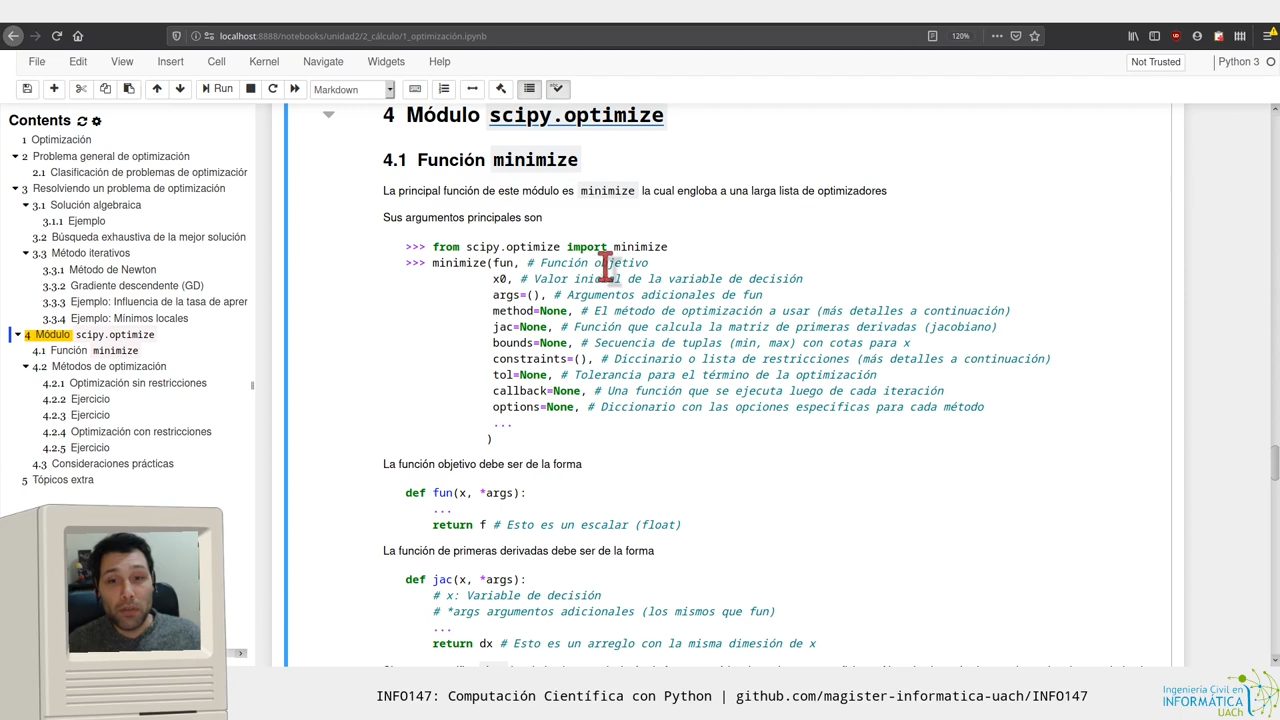 localhost:8888/notebooks/unidad2/2_cálculo/1_optimización.ipynb
120%
File Edit View Insert Cell Kernel Navigate Widgets Help
Not Trusted
Python 3
Run
Markdown
Contents
1 Optimización
2 Problema general de optimización
2.1 Clasificación de problemas de optimizaciór
3 Resolviendo un problema de optimización
3.1 Solución algebraica
3.1.1 Ejemplo
3.2 Búsqueda exhaustiva de la mejor solución
3.3 Método iterativos
3.3.1 Método de Newton
3.3.2 Gradiente descendente (GD)
3.3.3 Ejemplo: Influencia de la tasa de aprer
3.3.4 Ejemplo: Mínimos locales
4 Módulo scipy.optimize
4.1 Función minimize
4.2 Métodos de optimización
4.2.1 Optimización sin restricciones
4.2.2 Ejercicio
4.2.3 Ejercicio
4.2.4 Optimización con restricciones
4.2.5 Ejercicio
4.3 Consideraciones prácticas
5 Tópicos extra
4 Módulo scipy.optimize
4.1 Función minimize
La principal función de este módulo es minimize la cual engloba a una larga lista de optimizadores
Sus argumentos principales son
>>> from scipy.optimize import minimize
>>> minimize(fun, # Función objetivo
x0, # Valor inicial de la variable de decisión
args=(), # Argumentos adicionales de fun
method=None, # El método de optimización a usar (más detalles a continuación)
jac=None, # Función que calcula la matriz de primeras derivadas (jacobiano)
bounds=None, # Secuencia de tuplas (min, max) con cotas para x
constraints=(), # Diccinario o lista de restricciones (más detalles a continuación)
tol=None, # Tolerancia para el término de la optimización
callback=None, # Una función que se ejecuta luego de cada iteración
options=None, # Diccionario con las opciones especificas para cada método
...
)
La función objetivo debe ser de la forma
def fun(x, *args):
...
return f # Esto es un escalar (float)
La función de primeras derivadas debe ser de la forma
def jac(x, *args):
# x: Variable de decisión
# *args argumentos adicionales (los mismos que fun)
...
return dx # Esto es un arreglo con la misma dimesión de x
INFO147: Computación Científica con Python | github.com/magister-informatica-uach/INFO147
Ingeniería Civil en
INFORMÁTICA
UACh